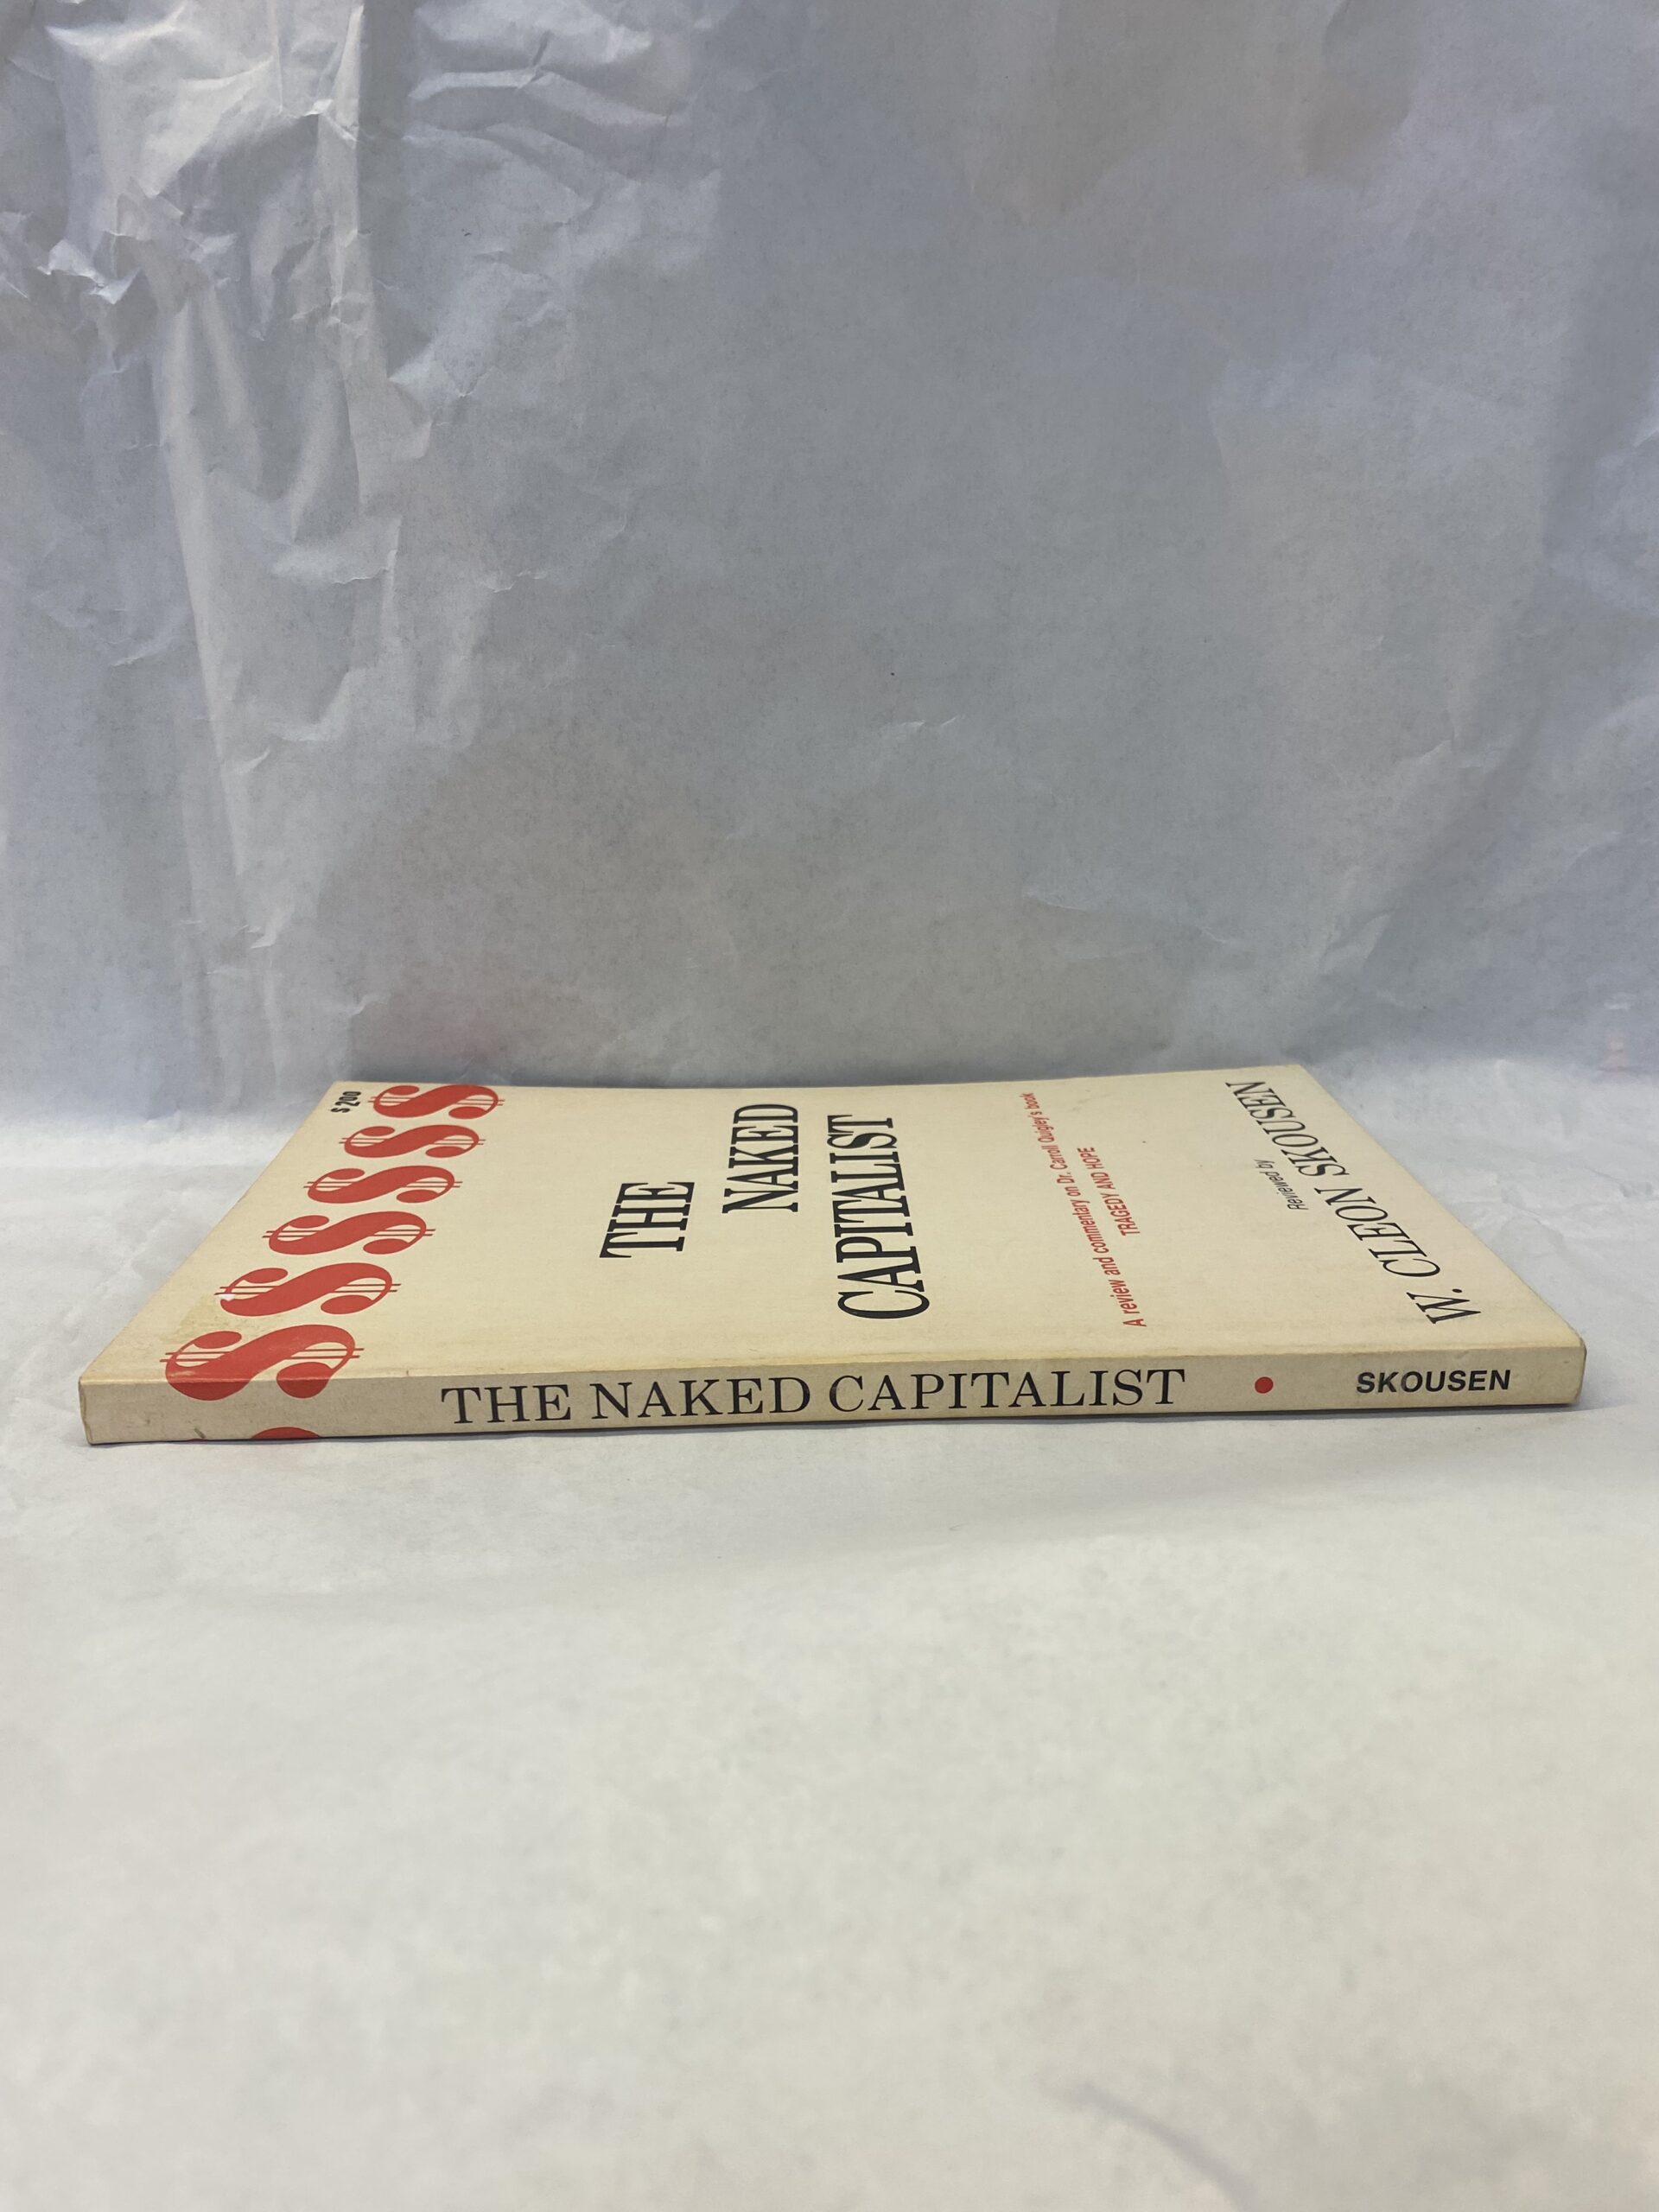 $2.00
$$$$$$
THE
NAKED
CAPITALIST
A review and commentary on Dr. Carroll Quigley's book
TRAGEDY AND HOPE
Reviewed by
W. CLEON SKOUSEN
THE NAKED CAPITALIST • SKOUSEN